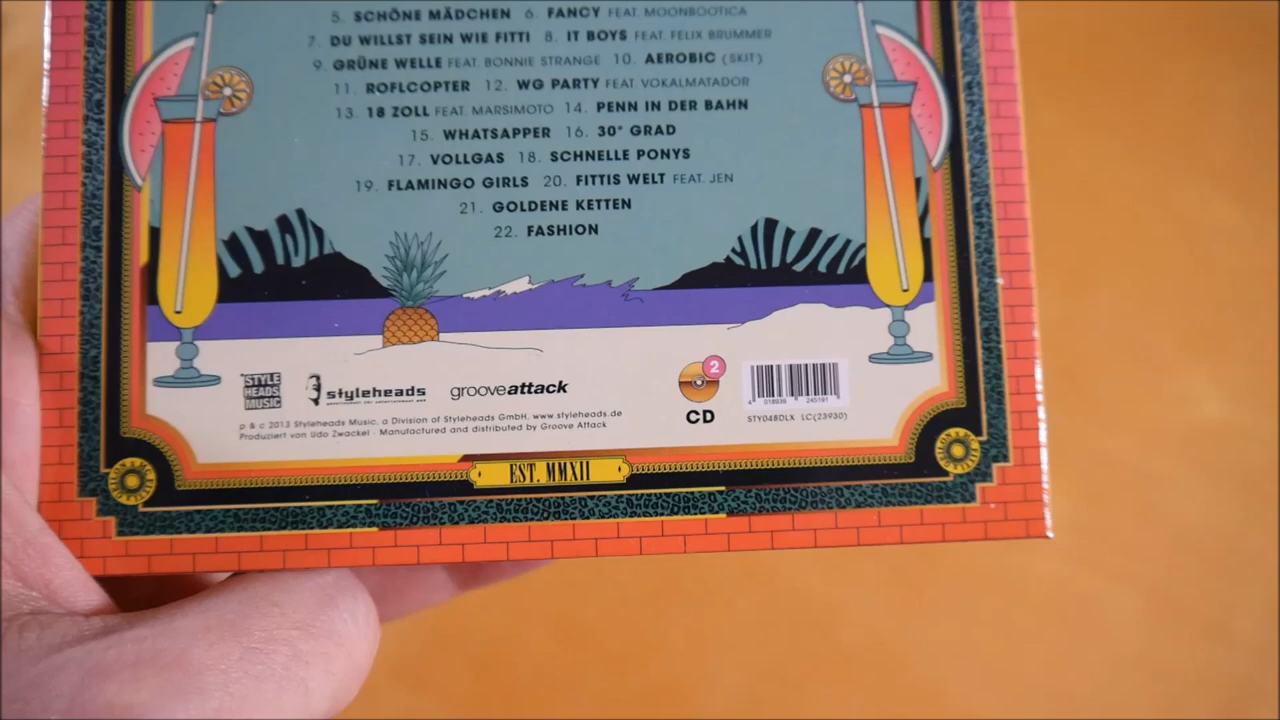 5. SCHÖNE MÄDCHEN 6. FANCY FEAT. MOONBOOTICA
7. DU WILLST SEIN WIE FITTI 8. IT BOYS FEAT. FELIX BRUMMER
9. GRÜNE WELLE FEAT. BONNIE STRANGE 10. AEROBIC (SKIT)
11. ROFLCOPTER 12. WG PARTY FEAT. VOKALMATADOR
13. 18 ZOLL FEAT. MARSIMOTO 14. PENN IN DER BAHN
15. WHATSAPPER 16. 30° GRAD
17. VOLLGAS 18. SCHNELLE PONYS
19. FLAMINGO GIRLS 20. FITTIS WELT FEAT. JEN
21. GOLDENE KETTEN
22. FASHION
STYLE
HEADS
MUSIC
styleheads
grooveattack
2
CD
4 018939 245191
STY048DLX LC(23930)
p & c 2013 Styleheads Music, a Division of Styleheads GmbH, www.styleheads.de
Produziert von Udo Zwackel · Manufactured and distributed by Groove Attack
EST. MMXII